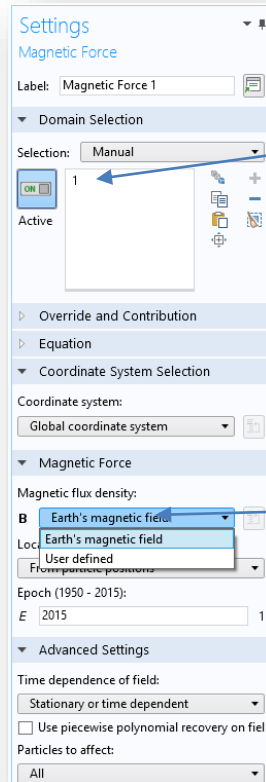 Settings
Magnetic Force
Label: Magnetic Force 1
Domain Selection
Selection: Manual
ON
1
Active
Override and Contribution
Equation
Coordinate System Selection
Coordinate system:
Global coordinate system
Magnetic Force
Magnetic flux density:
B Earth's magnetic field
Earth's magnetic field
User defined
From particle positions
Epoch (1950 - 2015):
E 2015 1
Advanced Settings
Time dependence of field:
Stationary or time dependent
Use piecewise polynomial recovery on fiel
Particles to affect:
All